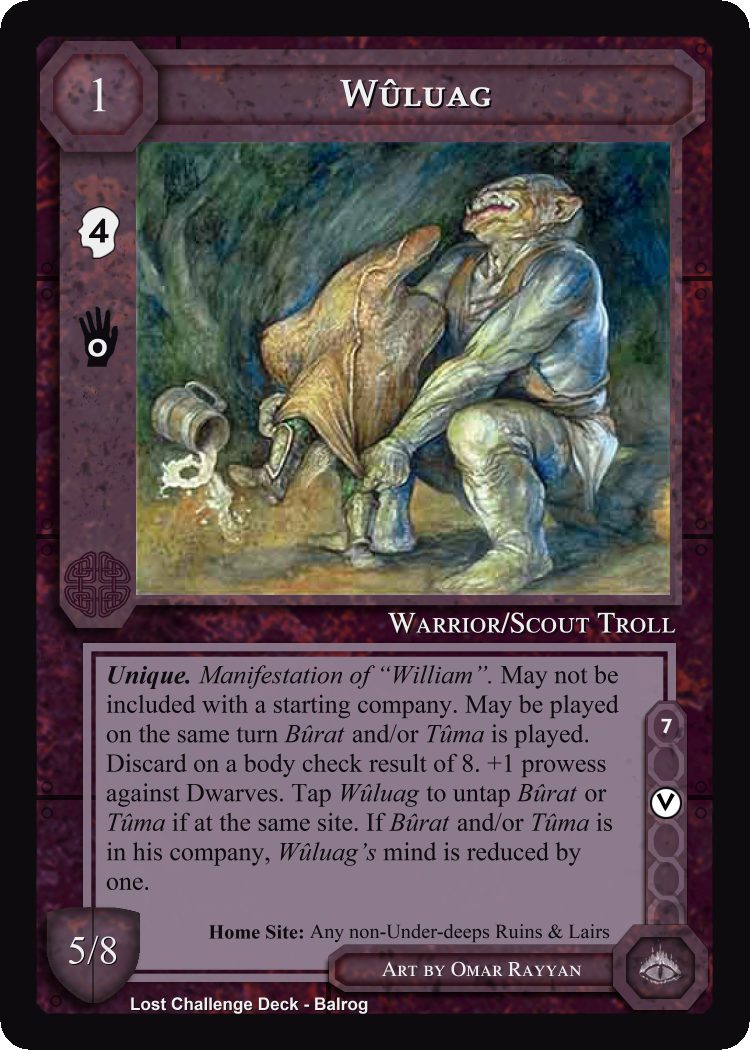 1
Wûluag
4
0
Warrior/Scout Troll
Unique. Manifestation of “William”. May not be
included with a starting company. May be played
on the same turn Bûrat and/or Tûma is played.
Discard on a body check result of 8. +1 prowess
against Dwarves. Tap Wûluag to untap Bûrat or
Tûma if at the same site. If Bûrat and/or Tûma is
in his company, Wûluag’s mind is reduced by
one.
7
V
Home Site: Any non-Under-deeps Ruins & Lairs
5/8
Art by Omar Rayyan
Lost Challenge Deck - Balrog